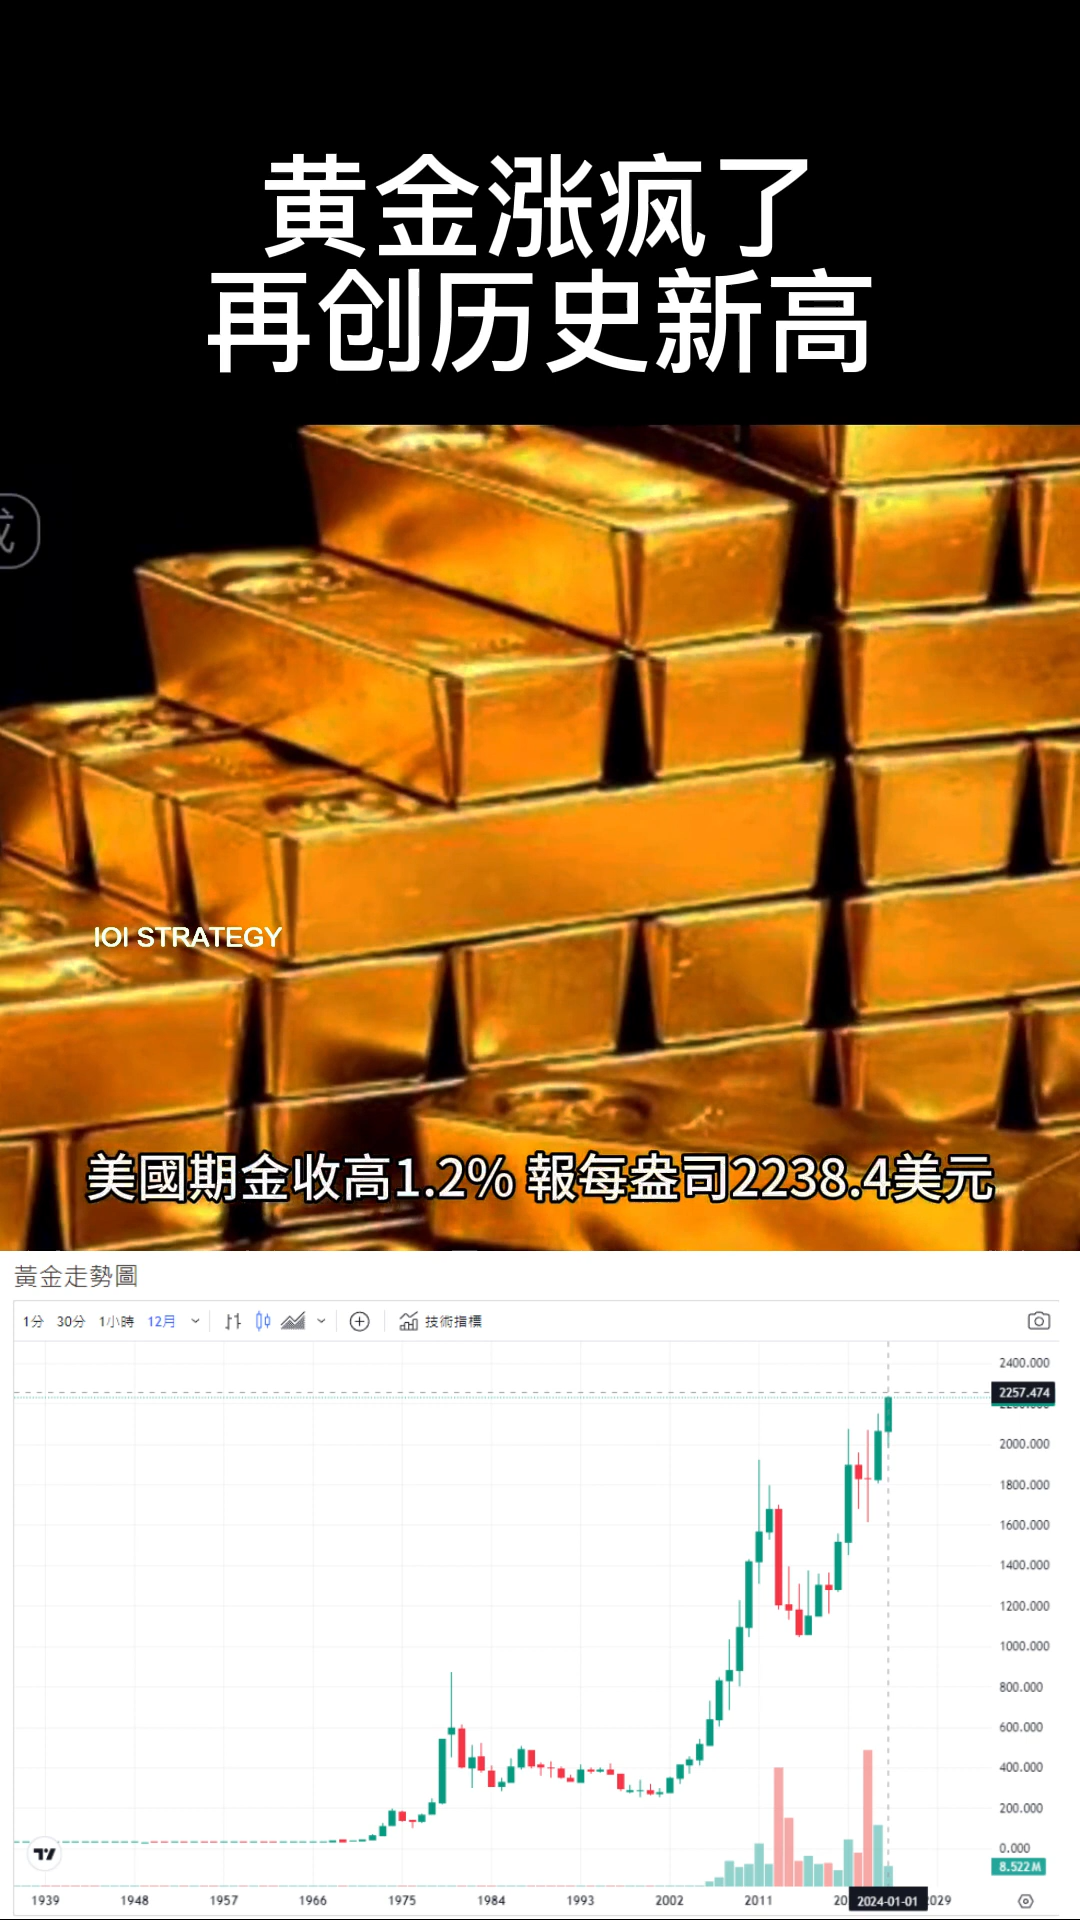 黄金涨疯了
再创历史新高
IOI STRATEGY
美國期金收高1.2% 報每盎司2238.4美元
黃金走勢圖
1分 30分 1小時 12月 技術指標
2400.000
2257.474
2000.000
1800.000
1600.000
1400.000
1200.000
1000.000
800.000
600.000
400.000
200.000
0.000
8.522M
1939 1948 1957 1966 1975 1984 1993 2002 2011 20 2024-01-01 2029